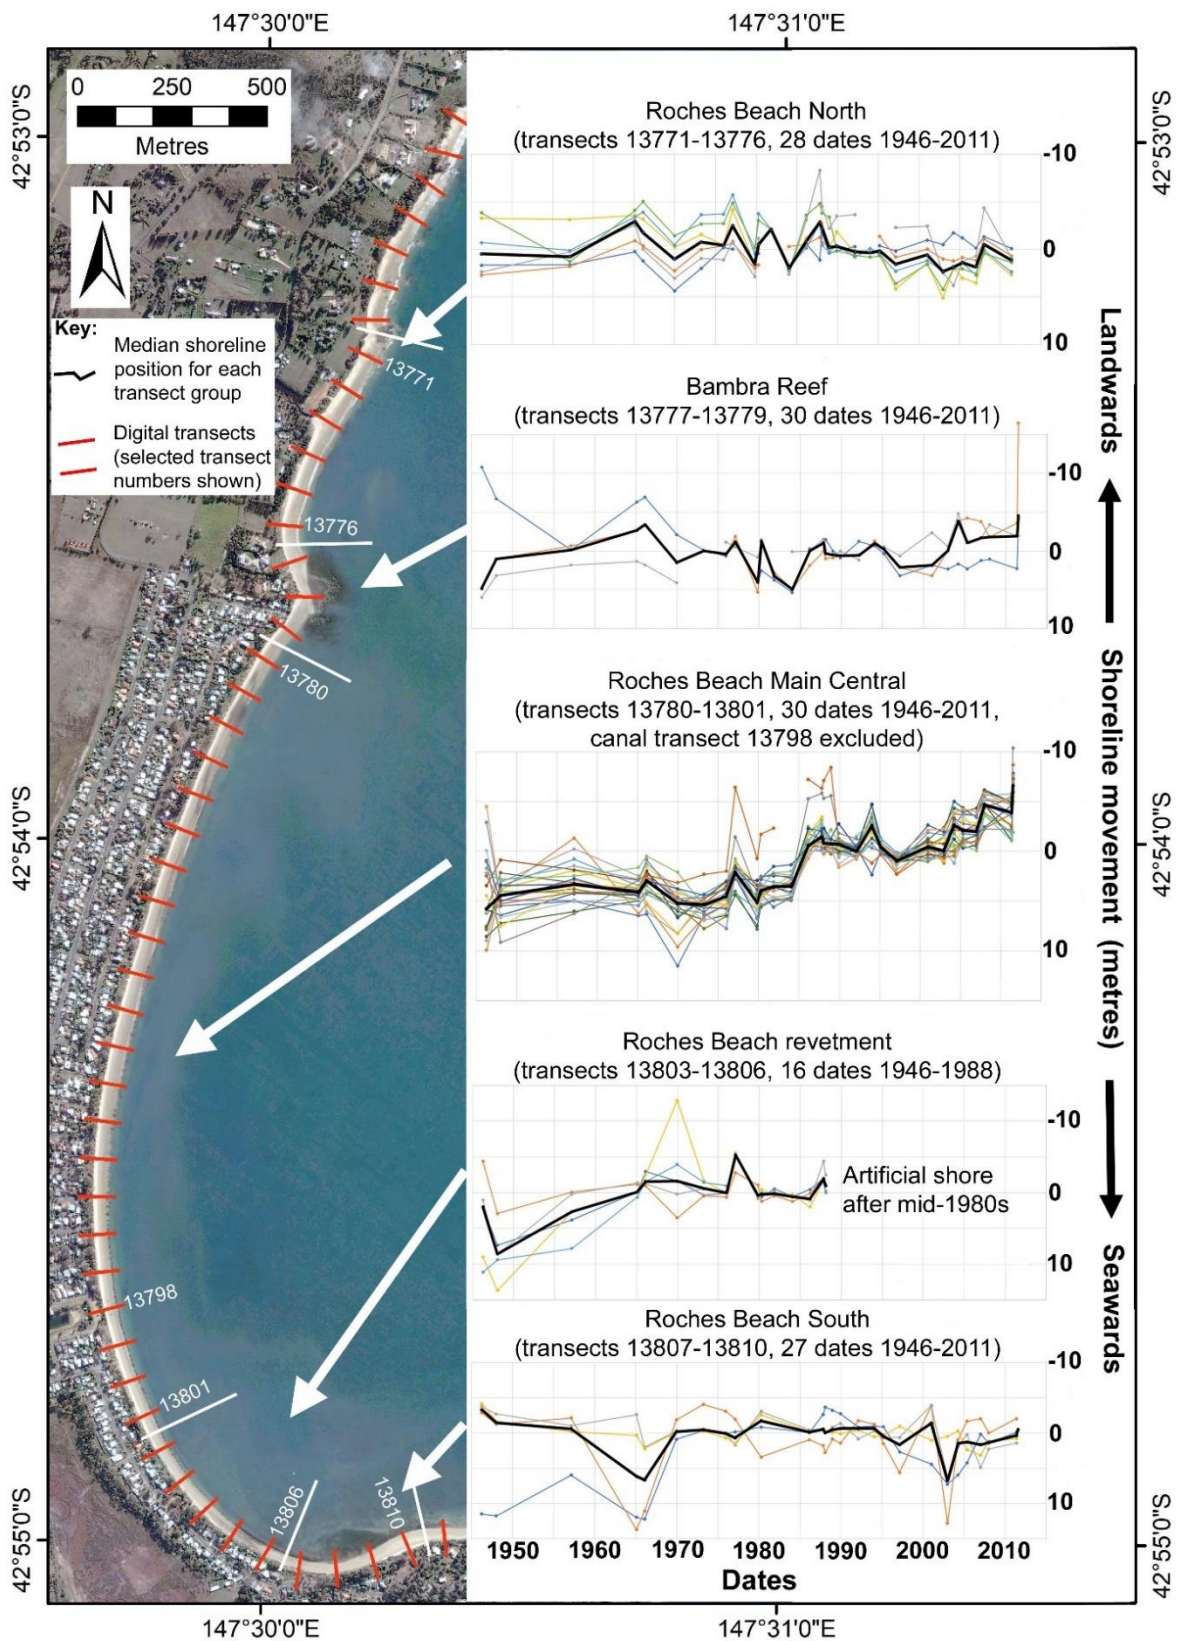 147°30'0"E
147°31'0"E
42°53'0"S
42°53'0"S
0 250 500
Metres
N
Key:
Median shoreline
position for each
transect group
Digital transects
(selected transect
numbers shown)
13771
13776
13780
13798
13801
13806
13810
Roches Beach North
(transects 13771-13776, 28 dates 1946-2011)
-10
0
10
Bambra Reef
(transects 13777-13779, 30 dates 1946-2011)
-10
0
10
Roches Beach Main Central
(transects 13780-13801, 30 dates 1946-2011,
canal transect 13798 excluded)
-10
0
10
Roches Beach revetment
(transects 13803-13806, 16 dates 1946-1988)
-10
0
10
Artificial shore
after mid-1980s
Roches Beach South
(transects 13807-13810, 27 dates 1946-2011)
-10
0
10
1950 1960 1970 1980 1990 2000 2010
Dates
Landwards
Shoreline movement (metres)
Seawards
42°54'0"S
42°54'0"S
42°55'0"S
42°55'0"S
147°30'0"E
147°31'0"E